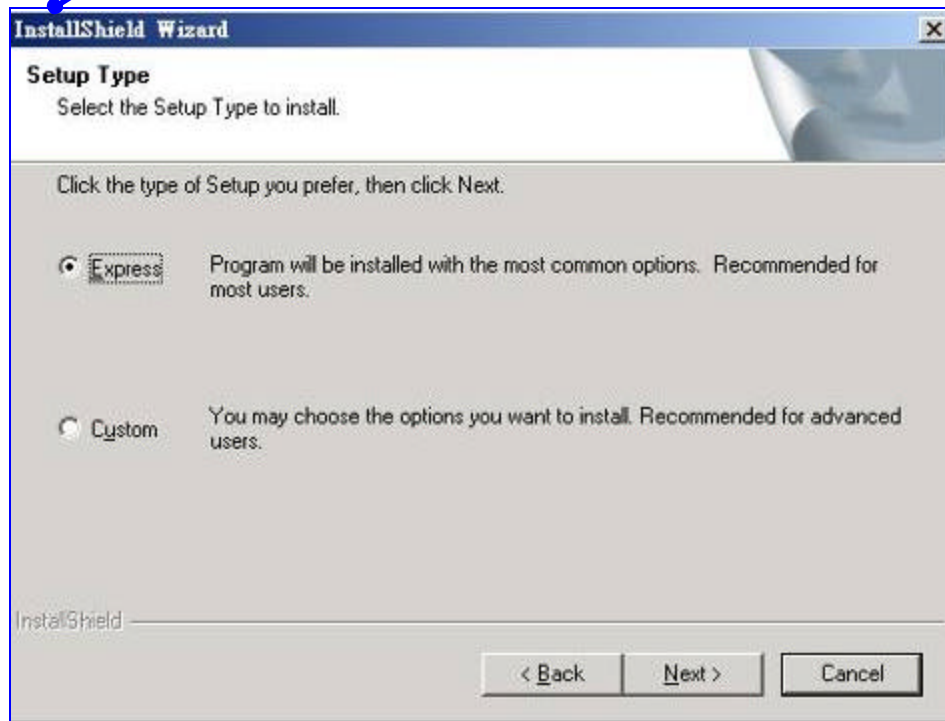 InstallShield Wizard
Setup Type
Select the Setup Type to install.
Click the type of Setup you prefer, then click Next.
Express
Program will be installed with the most common options. Recommended for
most users.
Custom
You may choose the options you want to install. Recommended for advanced
users.
InstallShield
< Back
Next >
Cancel